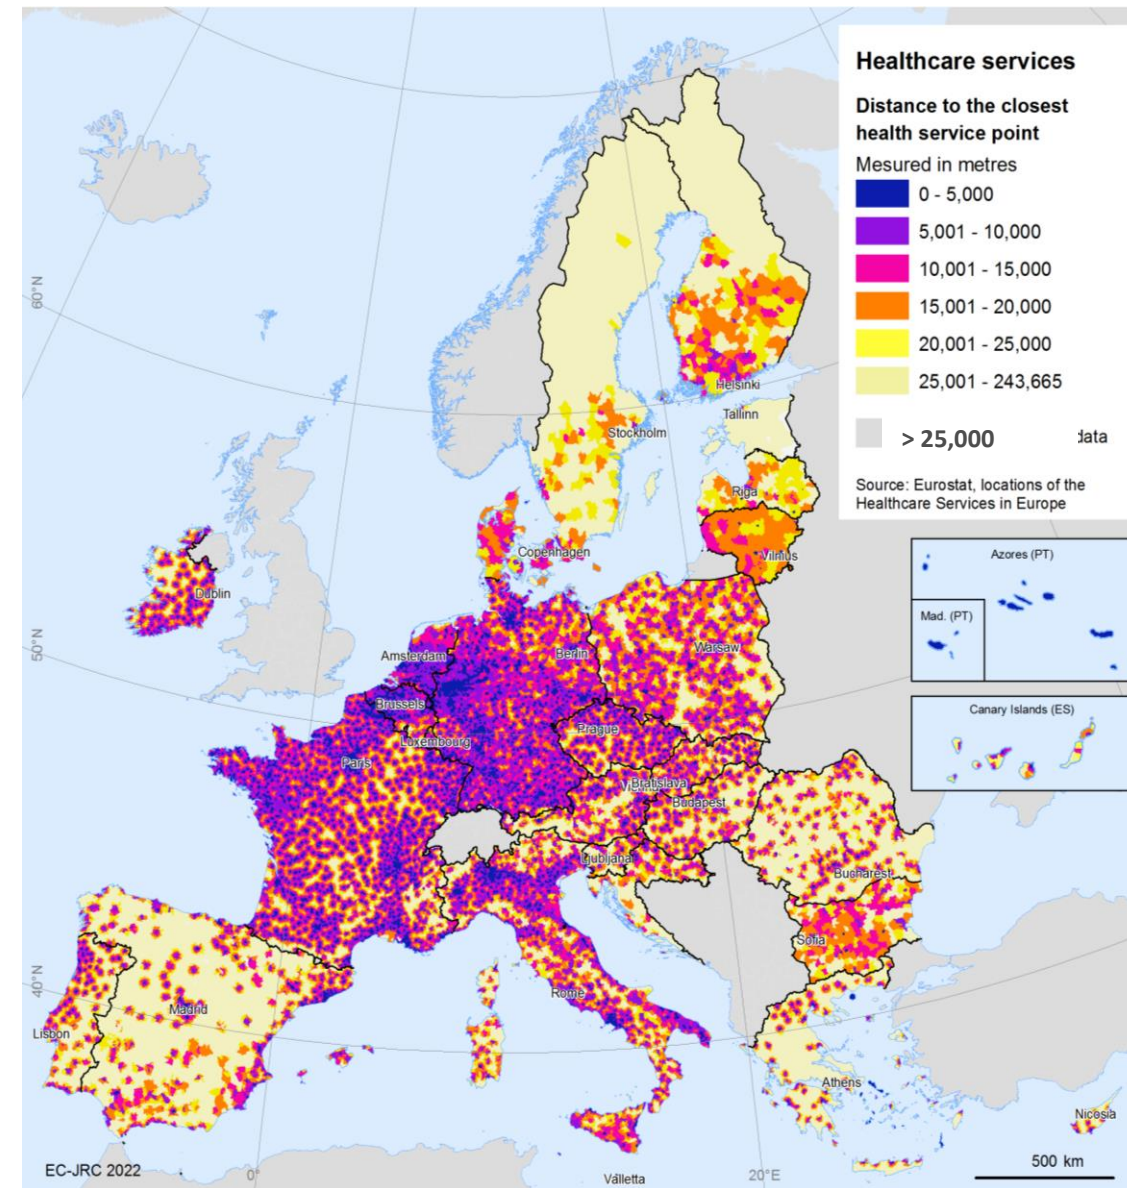 Healthcare services
Distance to the closest
health service point
Mesured in metres
0 - 5,000
5,001 - 10,000
10,001 - 15,000
15,001 - 20,000
20,001 - 25,000
25,001 - 243,665
> 25,000
data
Source: Eurostat, locations of the
Healthcare Services in Europe
60°N
Helsinki
Tallinn
Stockholm
Riga
Azores (PT)
Copenhagen
Vilnius
Dublin
Mad. (PT)
50°N
Amsterdam
Berlin
Warsaw
Brussels
Canary Islands (ES)
Prague
Luxembourg
Paris
Bratislava
Budapest
Ljubljana
Bucharest
Sofia
40°N
Rome
Madrid
Lisbon
Athens
Nicosia
EC-JRC 2022
0°
Valletta
20°E
500 km